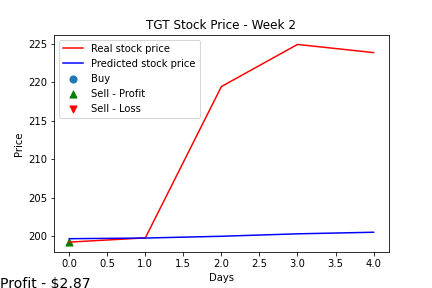 TGT Stock Price - Week 2
Real stock price
Predicted stock price
Buy
Sell - Profit
Sell - Loss
225
220
215
210
205
200
Price
0.0 0.5 1.0 1.5 2.0 2.5 3.0 3.5 4.0
Days
Profit - $2.87